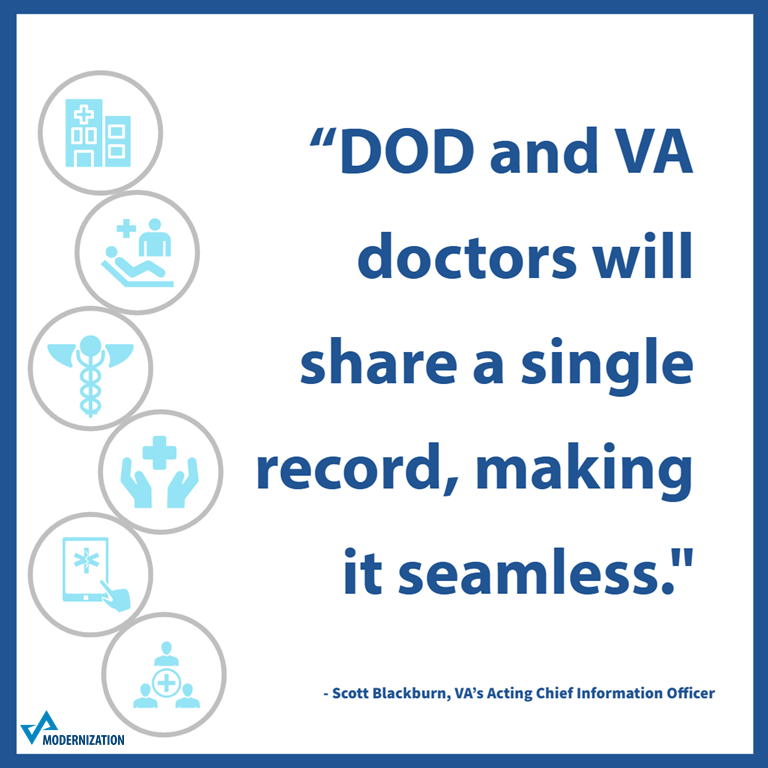 “DOD and VA
doctors will
share a single
record, making
it seamless."
- Scott Blackburn, VA’s Acting Chief Information Officer
VA
MODERNIZATION